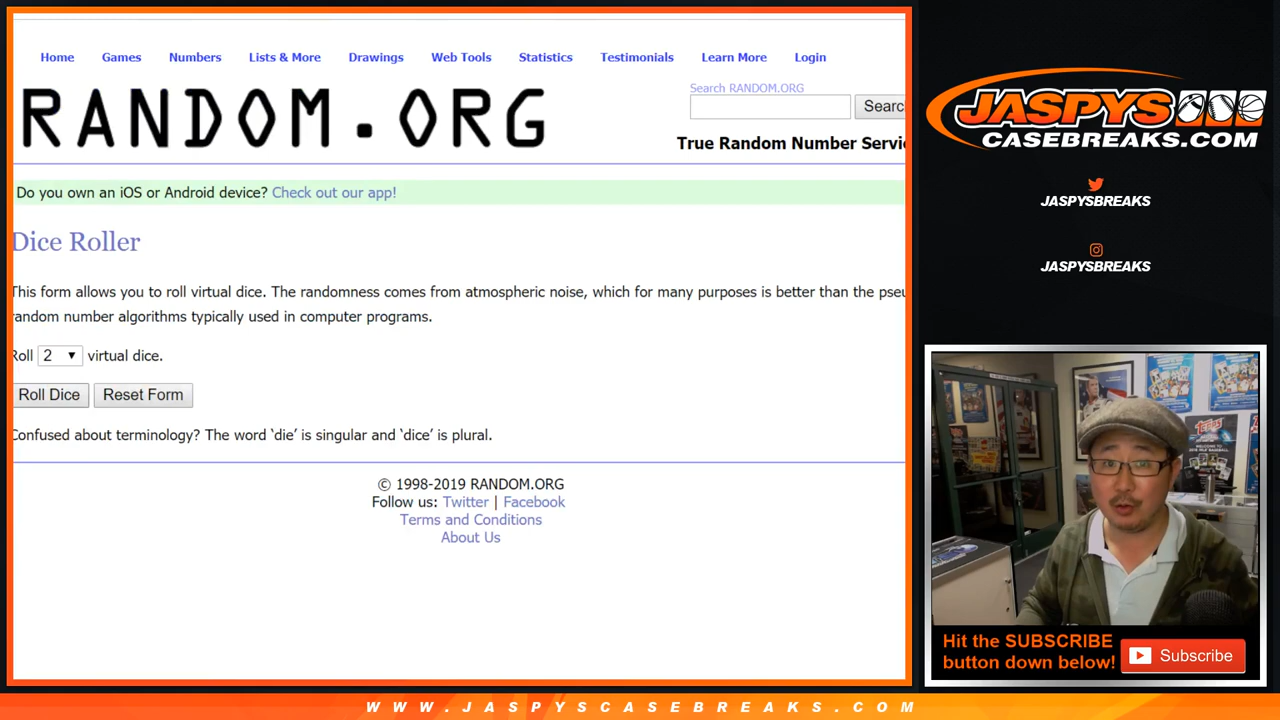 Home Games Numbers Lists & More Drawings Web Tools Statistics Testimonials Learn More Login
RANDOM.ORG
Search RANDOM.ORG
Searc
True Random Number Servi
Do you own an iOS or Android device? Check out our app!
Dice Roller
This form allows you to roll virtual dice. The randomness comes from atmospheric noise, which for many purposes is better than the pseu
random number algorithms typically used in computer programs.
Roll 2 virtual dice.
Roll Dice Reset Form
Confused about terminology? The word ‘die’ is singular and ‘dice’ is plural.
© 1998-2019 RANDOM.ORG
Follow us: Twitter | Facebook
Terms and Conditions
About Us
JASPYS
CASEBREAKS.COM
JASPYSBREAKS
JASPYSBREAKS
Topps
Hit the SUBSCRIBE
button down below!
Subscribe
WWW.JASPYSCASEBREAKS.COM